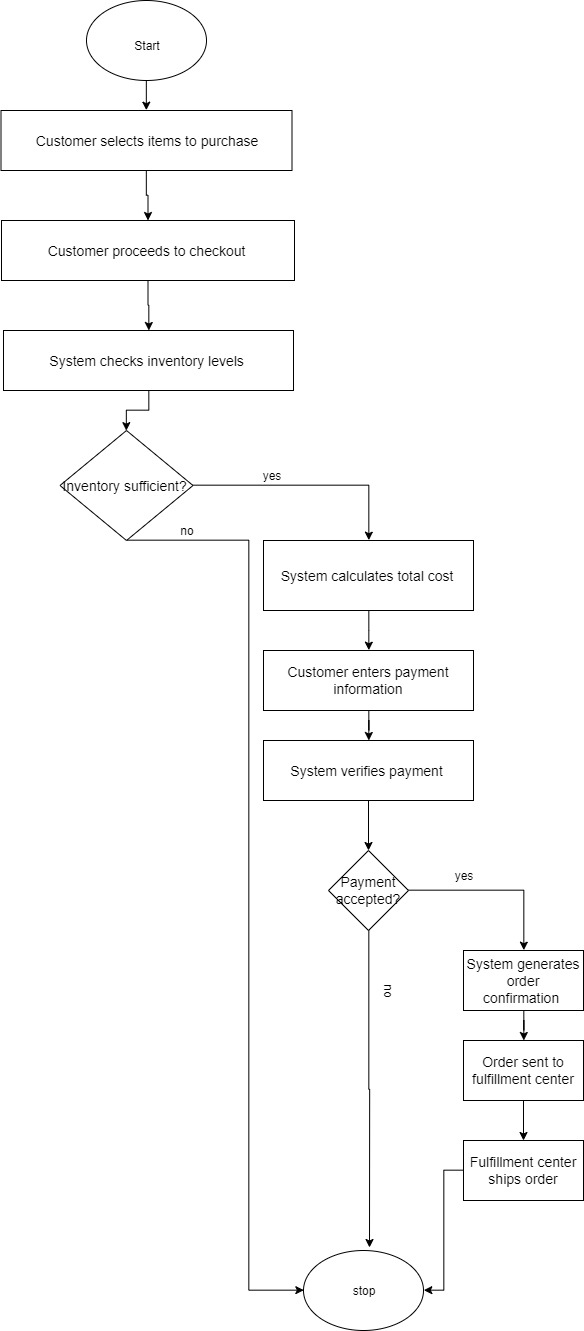 Start
Customer selects items to purchase
Customer proceeds to checkout
System checks inventory levels
Inventory sufficient?
yes
no
System calculates total cost
Customer enters payment
information
System verifies payment
Payment
accepted?
yes
no
System generates
order
confirmation
Order sent to
fulfillment center
Fulfillment center
ships order
stop